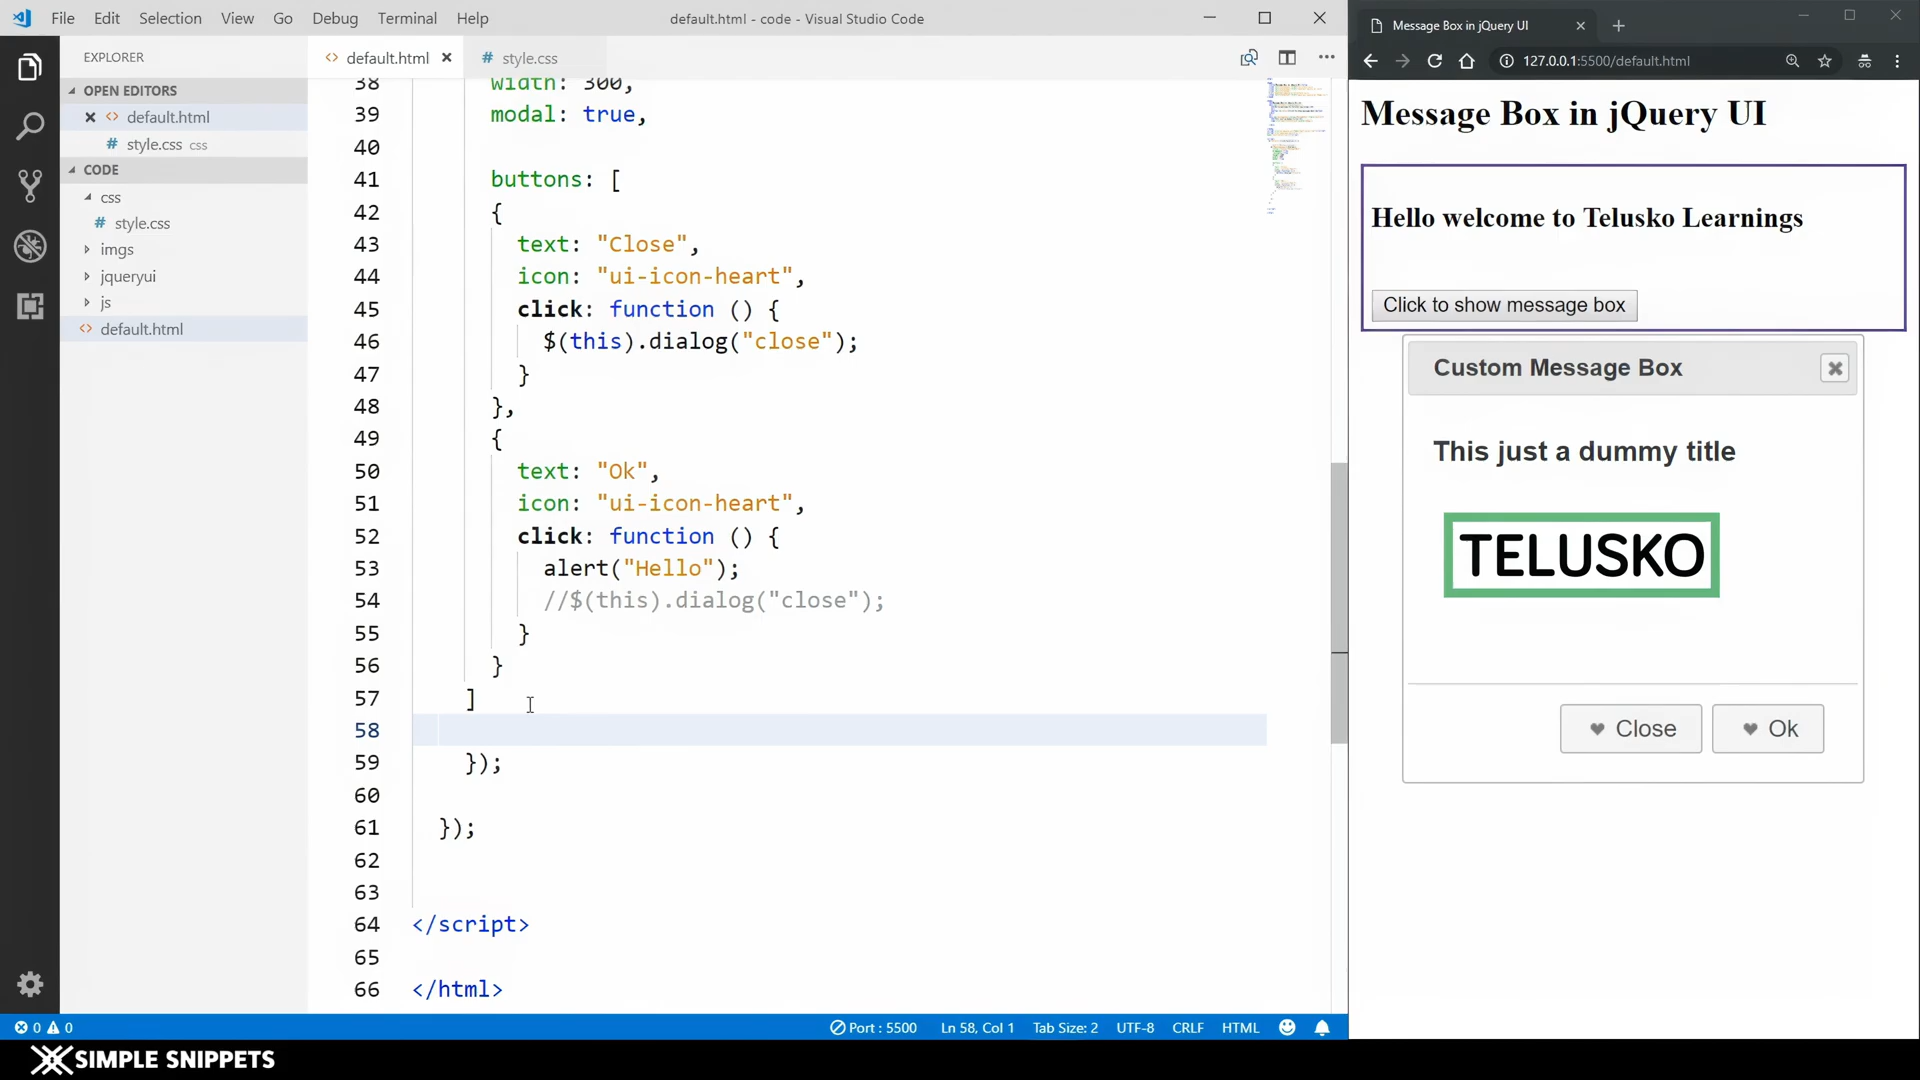 File Edit Selection View Go Debug Terminal Help
default.html - code - Visual Studio Code
EXPLORER
OPEN EDITORS
default.html
style.css css
CODE
css
style.css
imgs
jqueryui
js
default.html
default.html
style.css
38 width: 300,
39 modal: true,
40
41 buttons: [
42 {
43 text: "Close",
44 icon: "ui-icon-heart",
45 click: function () {
46 $(this).dialog("close");
47 }
48 },
49 {
50 text: "Ok",
51 icon: "ui-icon-heart",
52 click: function () {
53 alert("Hello");
54 //$(this).dialog("close");
55 }
56 }
57 ]
58
59 });
60
61 });
62
63
64 </script>
65
66 </html>
0 0
Port : 5500 Ln 58, Col 1 Tab Size: 2 UTF-8 CRLF HTML
Message Box in jQuery UI
127.0.0.1:5500/default.html
Message Box in jQuery UI
Hello welcome to Telusko Learnings
Click to show message box
Custom Message Box
This just a dummy title
TELUSKO
Close Ok
SIMPLE SNIPPETS